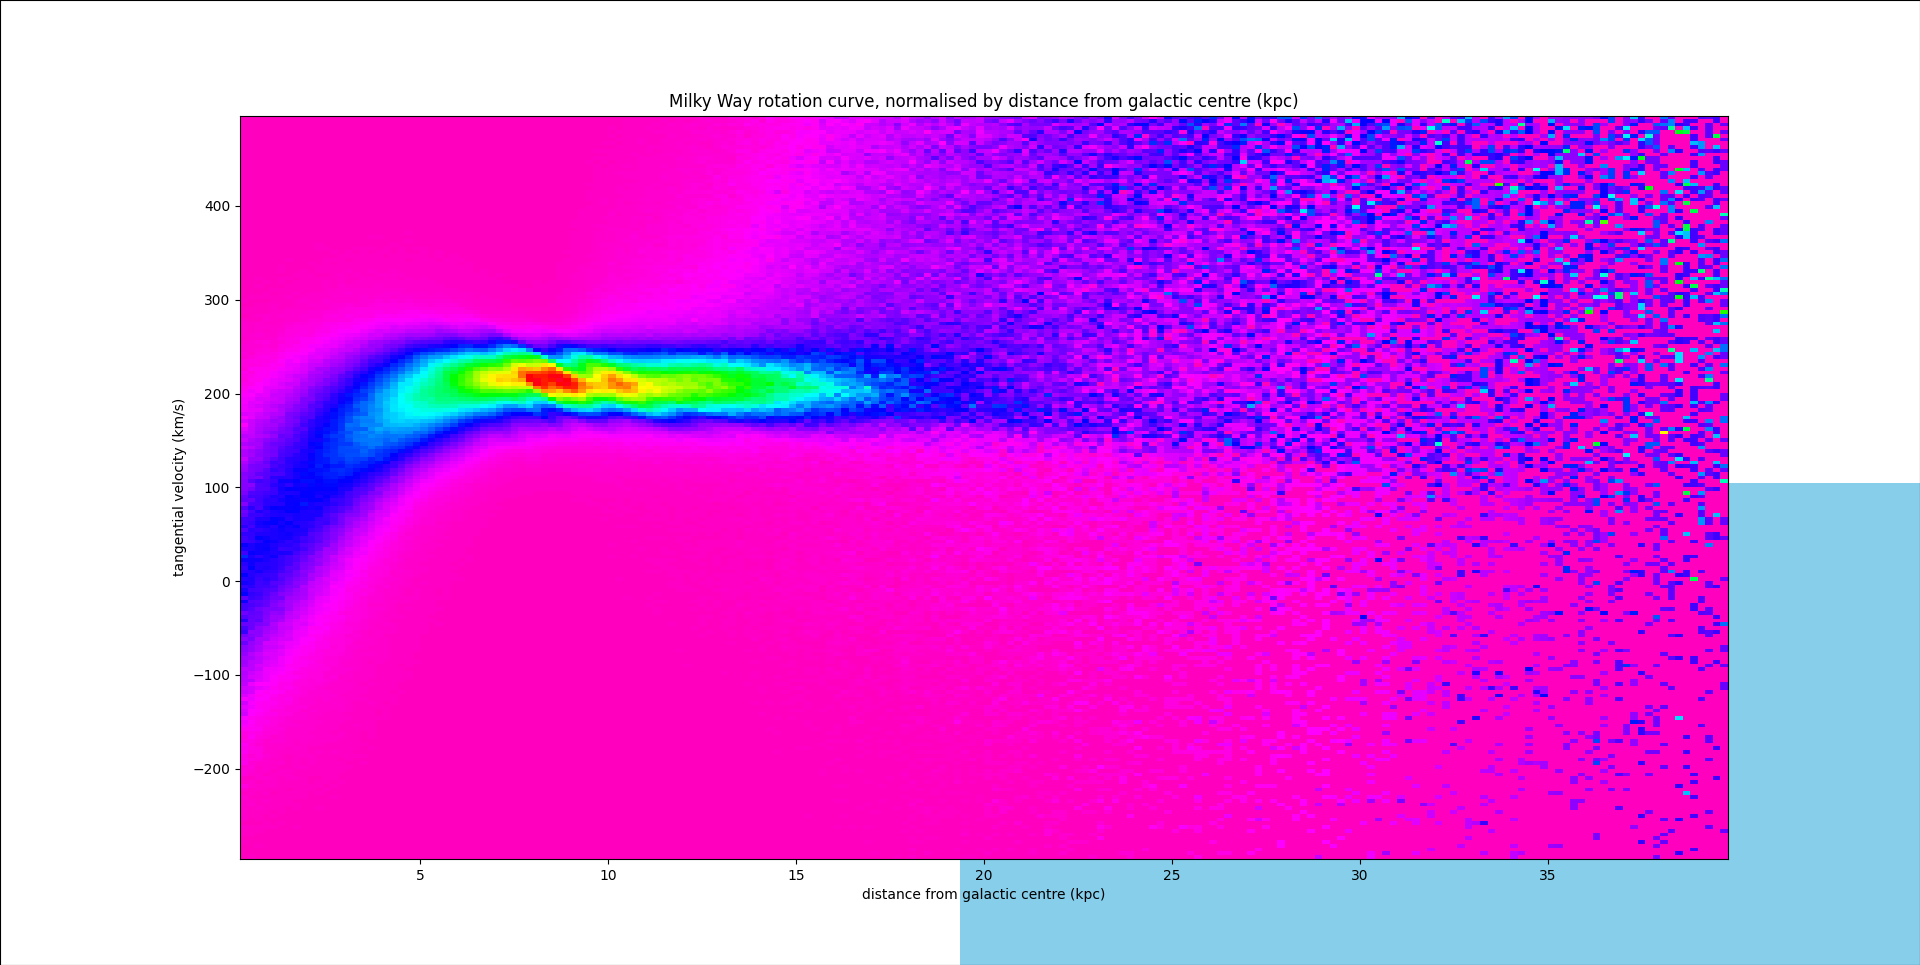 Milky Way rotation curve, normalised by distance from galactic centre (kpc)
400
300
200
100
0
−100
−200
tangential velocity (km/s)
5 10 15 20 25 30 35
distance from galactic centre (kpc)